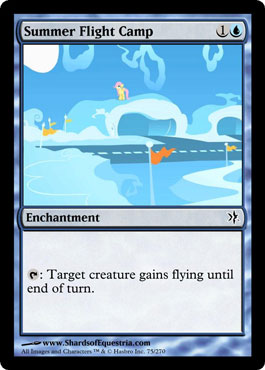 Summer Flight Camp 1
Enchantment
: Target creature gains flying until
end of turn.
www.ShardsofEquestria.com
All Images and Characters ™ & © Hasbro Inc. 75/270